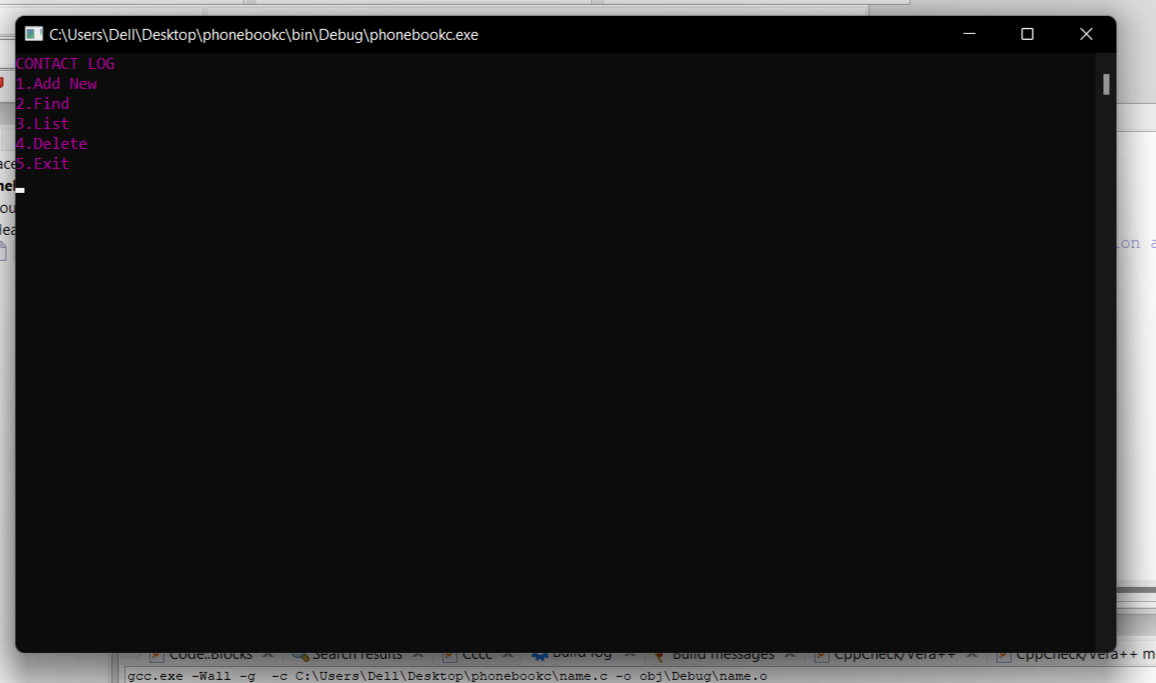 C:\Users\Dell\Desktop\phonebookc\bin\Debug\phonebookc.exe
CONTACT LOG
1.Add New
2.Find
3.List
4.Delete
5.Exit
on a
Code::Blocks
Search results
Cccc
Build log
Build messages
CppCheck/Vera++
CppCheck/Vera++ m
gcc.exe -Wall -g  -c C:\Users\Dell\Desktop\phonebookc\name.c -o obj\Debug\name.o